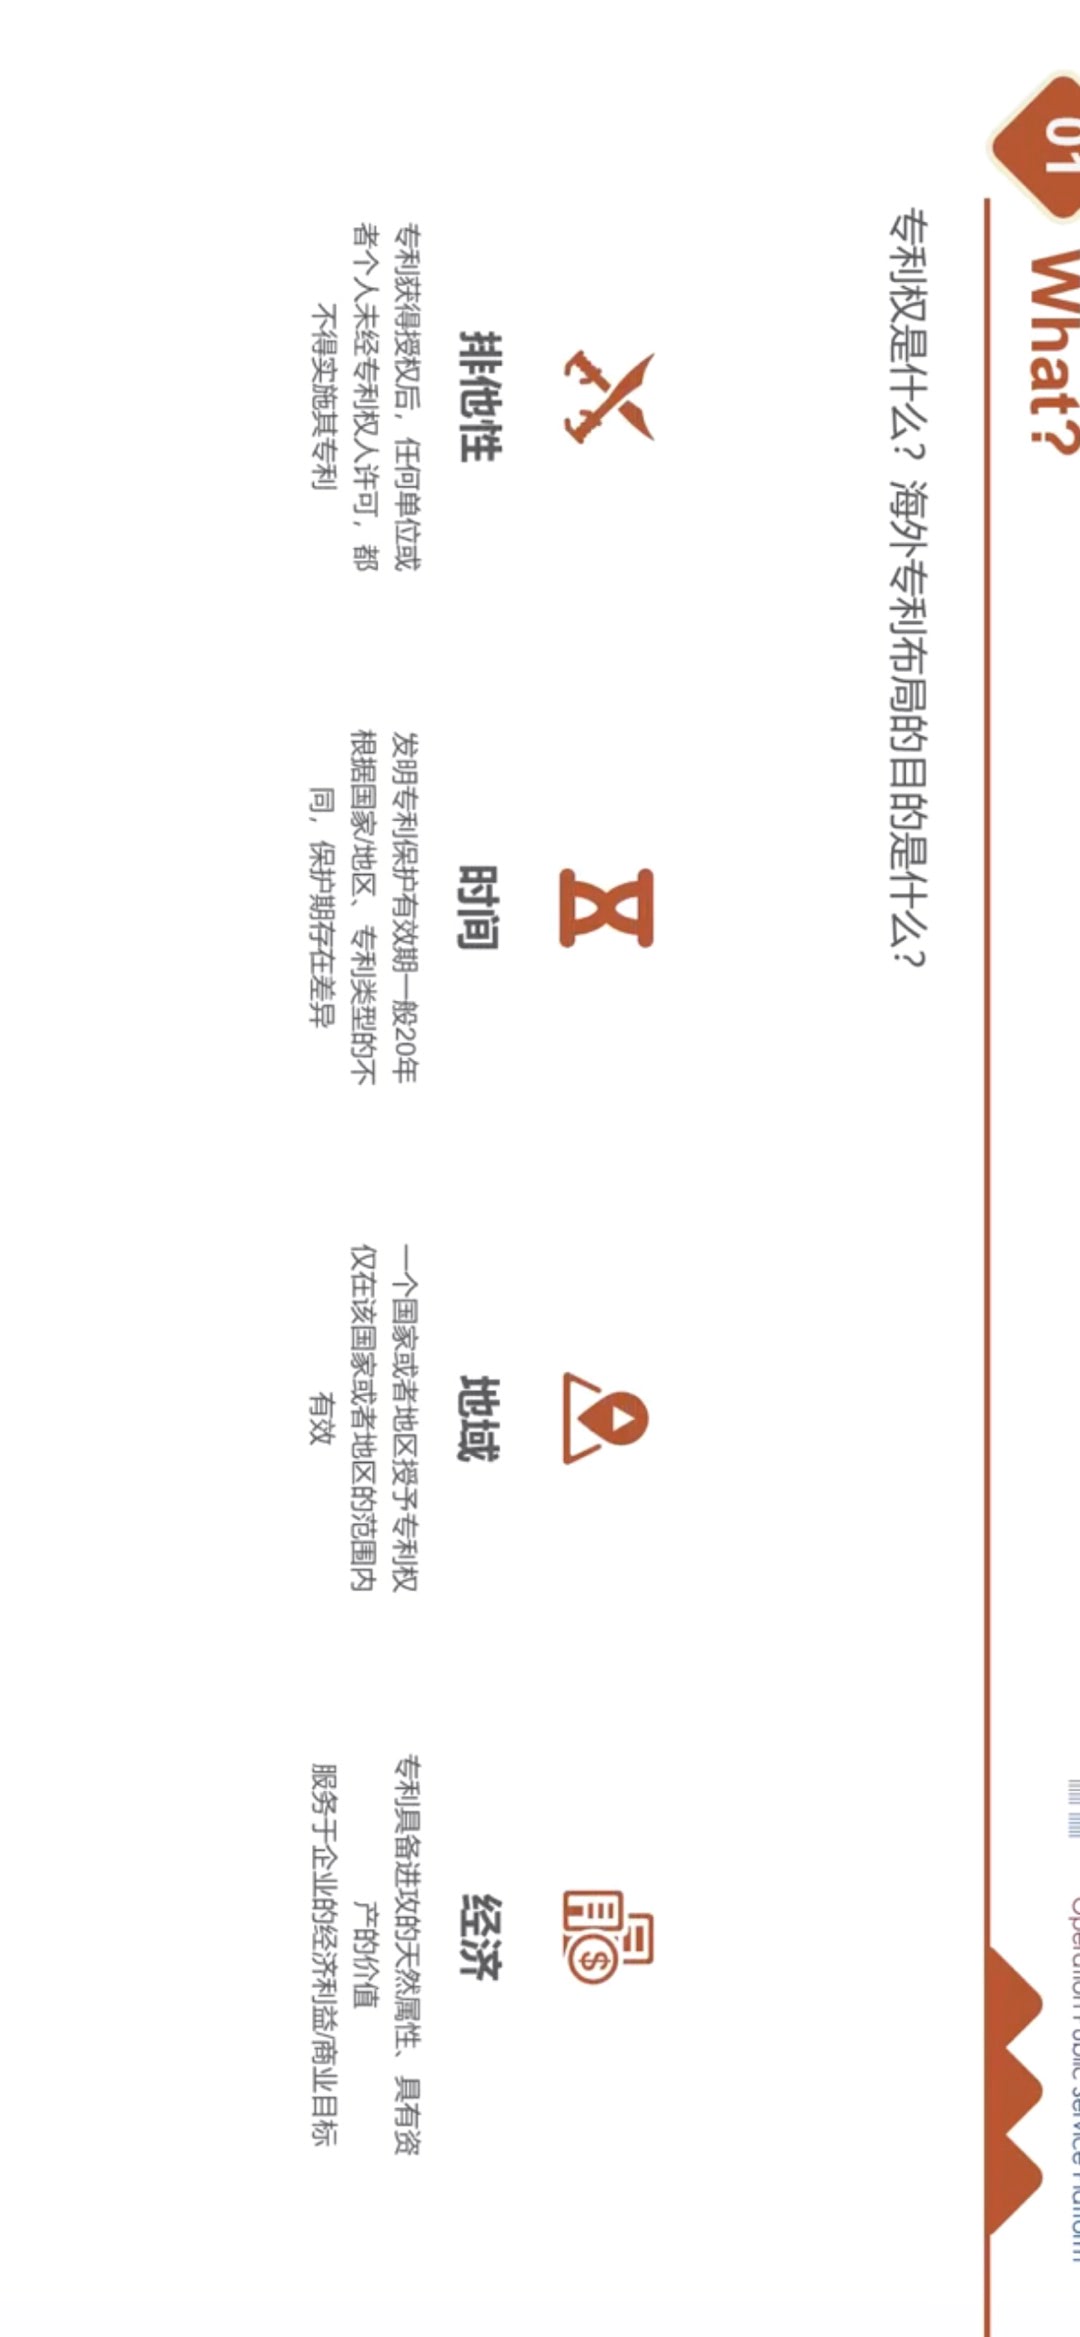 01
What?
Operation Public Service Platform
专利权是什么？海外专利布局的目的是什么？
排他性
专利获得授权后，任何单位或
者个人未经专利权人许可，都
不得实施其专利
时间
发明专利保护有效期一般20年
根据国家/地区、专利类型的不
同，保护期存在差异
地域
一个国家或者地区授予专利权
仅在该国家或者地区的范围内
有效
经济
专利具备进攻的天然属性、具有资
产的价值
服务于企业的经济利益/商业目标